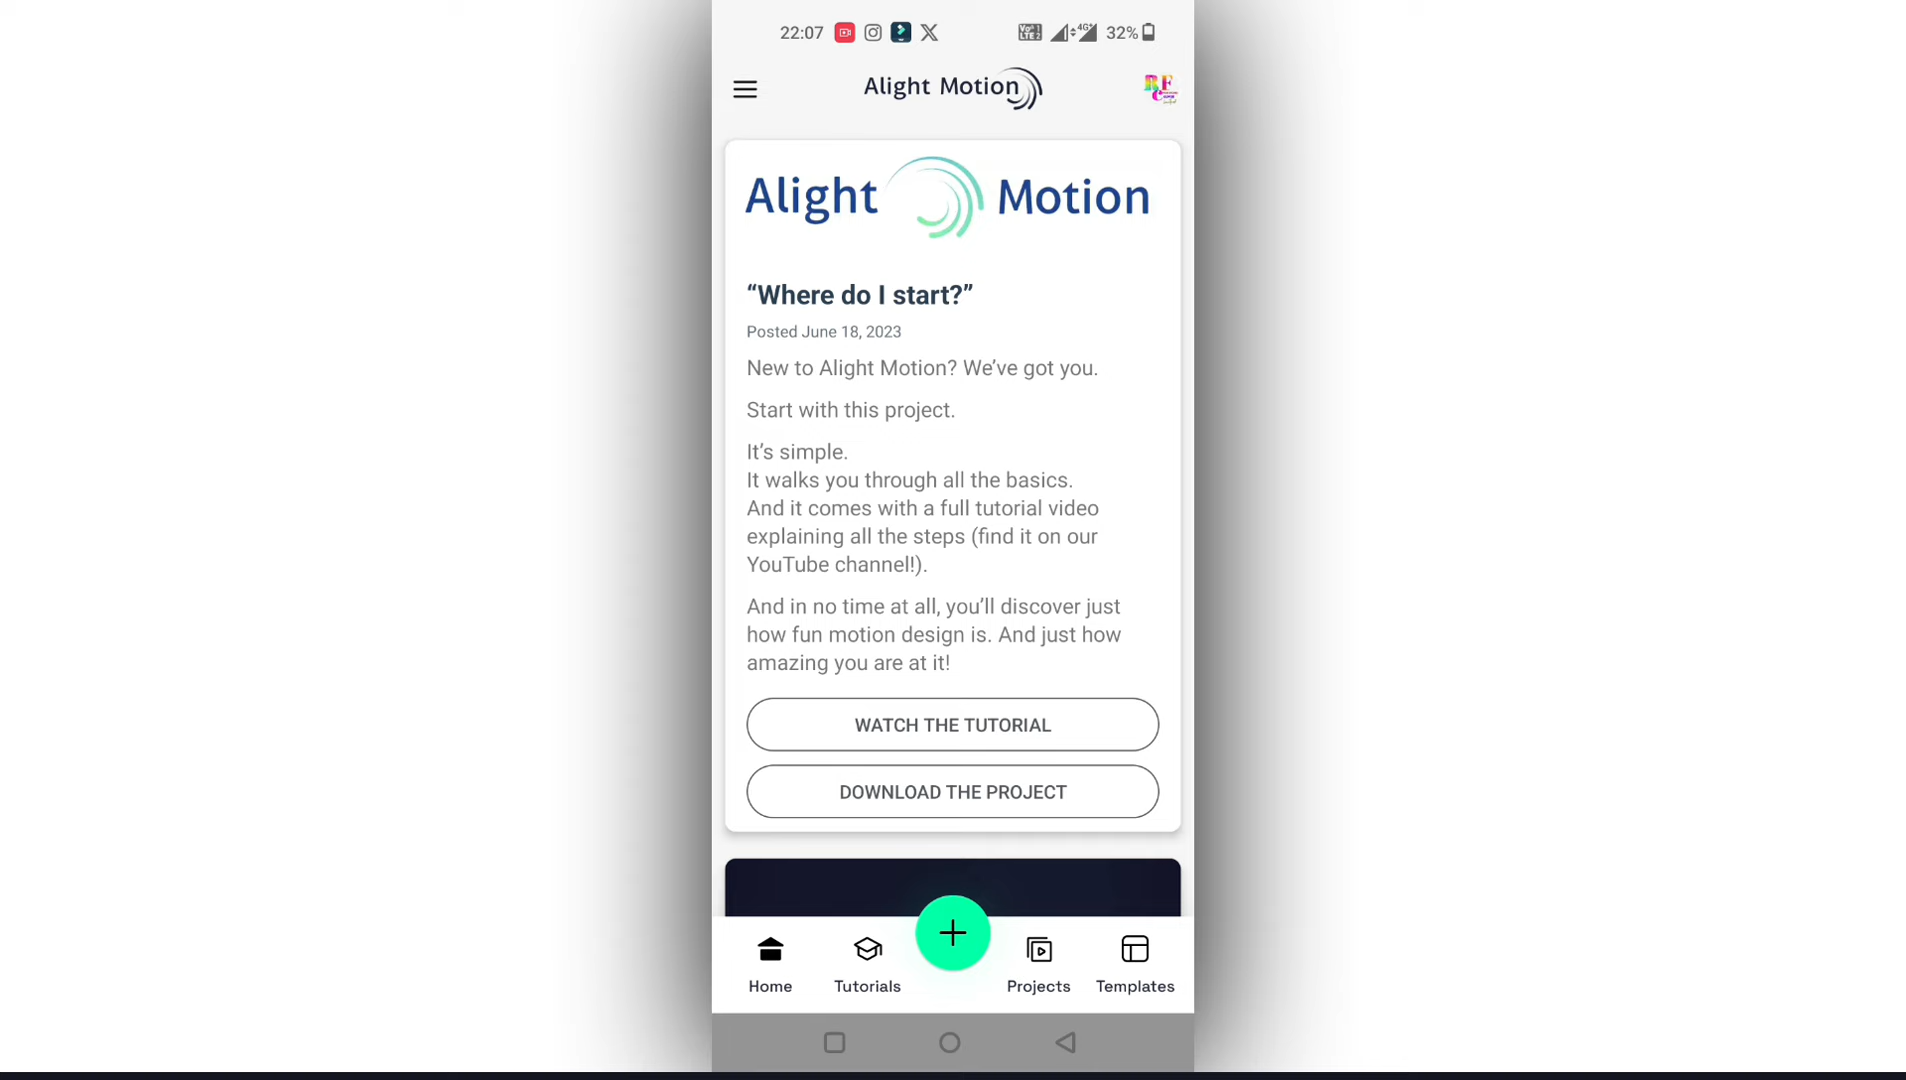 22:07
4G+
32%
Alight Motion
Alight Motion
“Where do I start?”
Posted June 18, 2023
New to Alight Motion? We’ve got you.
Start with this project.
It’s simple.
It walks you through all the basics.
And it comes with a full tutorial video
explaining all the steps (find it on our
YouTube channel!).
And in no time at all, you’ll discover just
how fun motion design is. And just how
amazing you are at it!
WATCH THE TUTORIAL
DOWNLOAD THE PROJECT
Home
Tutorials
Projects
Templates